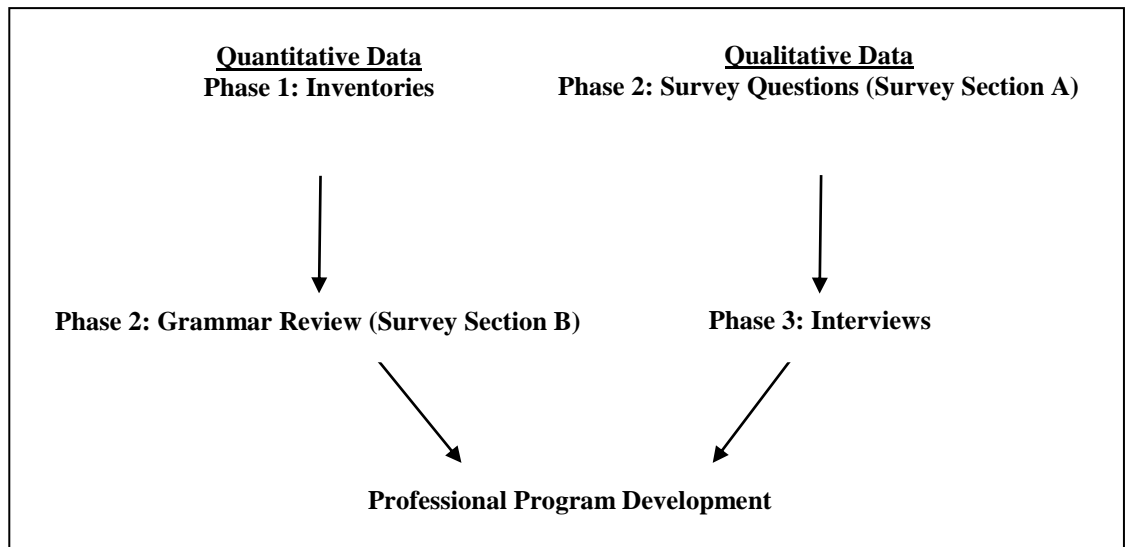 Quantitative Data
Phase 1: Inventories
Qualitative Data
Phase 2: Survey Questions (Survey Section A)
Phase 2: Grammar Review (Survey Section B)
Phase 3: Interviews
Professional Program Development